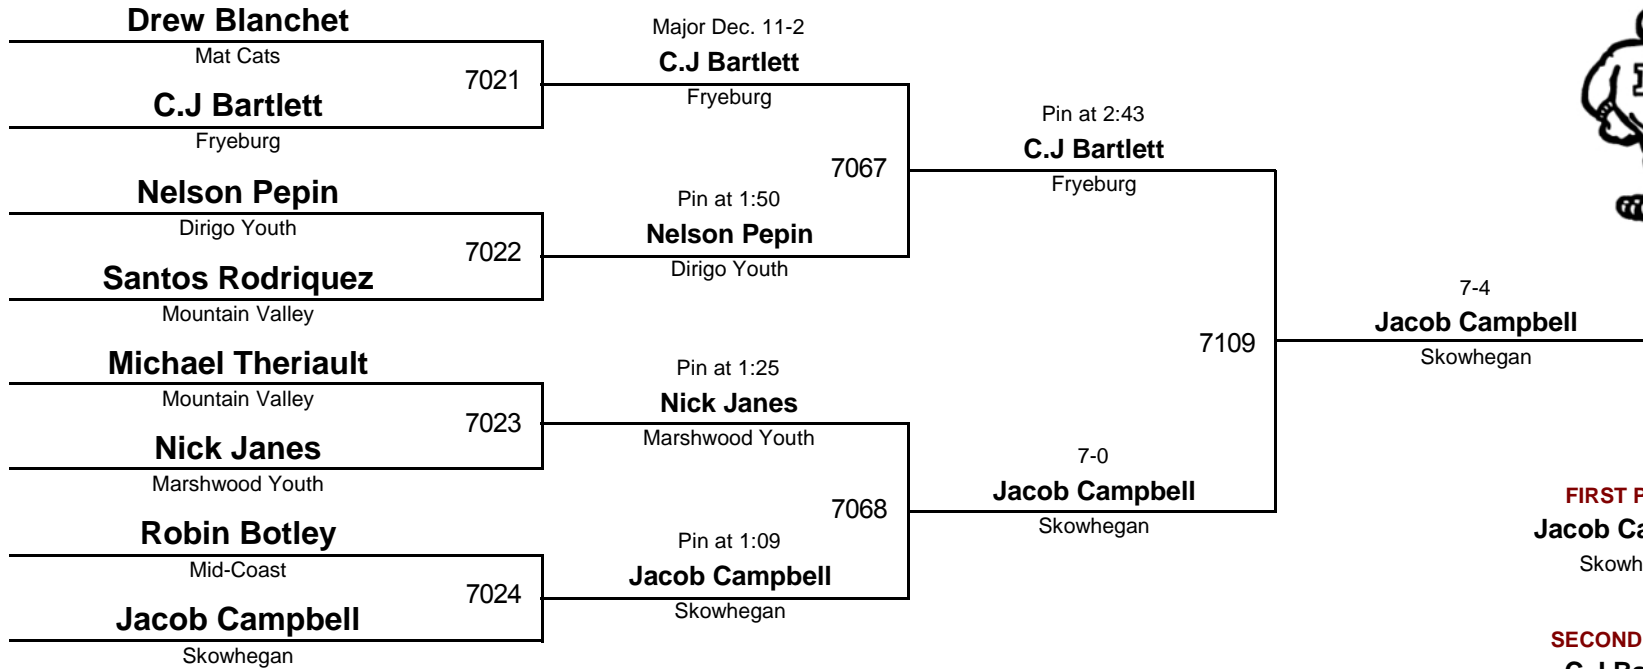 Drew Blanchet
Mat Cats
7021
C.J Bartlett
Fryeburg
Nelson Pepin
Dirigo Youth
7022
Santos Rodriquez
Mountain Valley
Michael Theriault
Mountain Valley
7023
Nick Janes
Marshwood Youth
Robin Botley
Mid-Coast
7024
Jacob Campbell
Skowhegan
Major Dec. 11-2
C.J Bartlett
Fryeburg
7067
Pin at 1:50
Nelson Pepin
Dirigo Youth
Pin at 1:25
Nick Janes
Marshwood Youth
7068
Pin at 1:09
Jacob Campbell
Skowhegan
Pin at 2:43
C.J Bartlett
Fryeburg
7109
7-0
Jacob Campbell
Skowhegan
7-4
Jacob Campbell
Skowhegan
FIRST
Jacob
SECOND